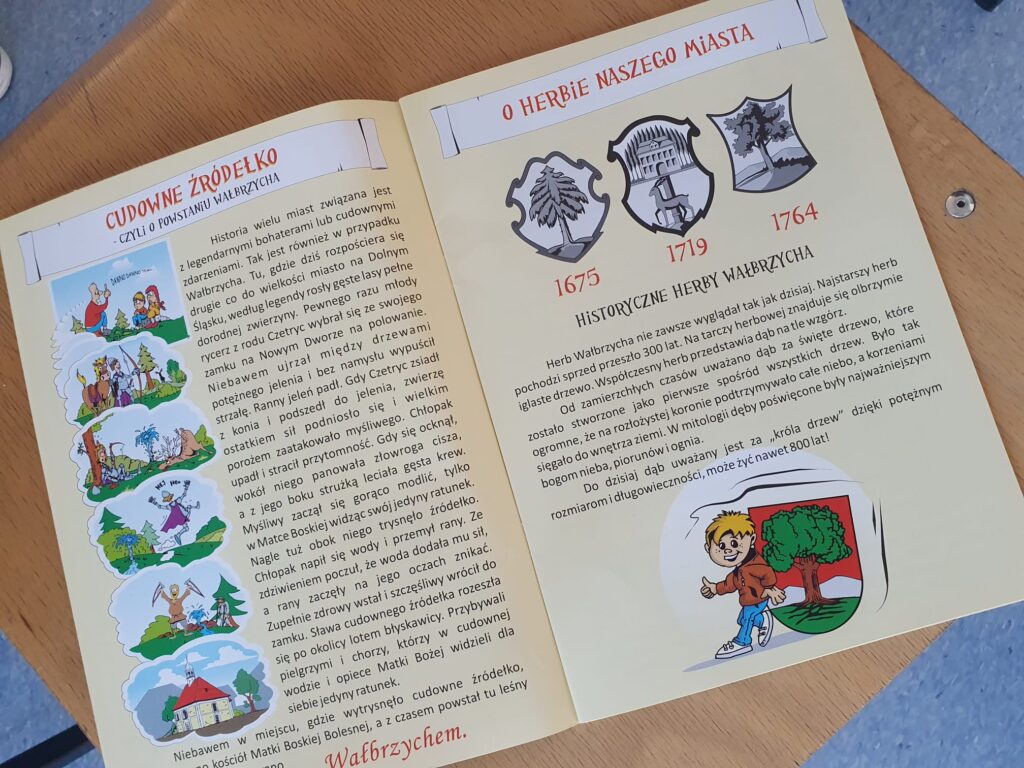 CUDOWNE ŹRÓDEŁKO
- CZYLI O POWSTANIU WAŁBRZYCHA
Historia wielu miast związana jest
z legendarnymi bohaterami lub cudownymi
zdarzeniami. Tak jest również w przypadku
Wałbrzycha. Tu, gdzie dziś rozpościera się
drugie co do wielkości miasto na Dolnym
Śląsku, według legendy rosły gęste lasy pełne
dorodnej zwierzyny. Pewnego razu młody
rycerz z rodu Czetryc wybrał się ze swojego
zamku na Nowym Dworze na polowanie.
Niebawem ujrzał między drzewami
potężnego jelenia i bez namysłu wypuścił
strzałę. Ranny jeleń padł. Gdy Czetryc zsiadł
z konia i podszedł do jelenia, zwierzę
ostatkiem sił podniosło się i wielkim
porożem zaatakowało myśliwego. Chłopak
upadł i stracił przytomność. Gdy się ocknął,
wokół niego panowała złowroga cisza,
a z jego boku strużką leciała gęsta krew.
Myśliwy zaczął się gorąco modlić, tylko
w Matce Boskiej widząc swój jedyny ratunek.
Nagle tuż obok niego trysnęło źródełko.
Chłopak napił się wody i przemył rany. Ze
zdziwieniem poczuł, że woda dodała mu sił,
a rany zaczęły na jego oczach znikać.
Zupełnie zdrowy wstał i szczęśliwy wrócił do
zamku. Sława cudownego źródełka rozeszła
się po okolicy lotem błyskawicy. Przybywali
pielgrzymi i chorzy, którzy w cudownej
wodzie i opiece Matki Bożej widzieli dla
siebie jedyny ratunek.
Niebawem w miejscu, gdzie wytrysnęło cudowne źródełko,
kościół Matki Boskiej Bolesnej, a z czasem powstał tu leśny
Wałbrzychem.
O HERBIE NASZEGO MIASTA
1675
1719
1764
HISTORYCZNE HERBY WAŁBRZYCHA
Herb Wałbrzycha nie zawsze wyglądał tak jak dzisiaj. Najstarszy herb
pochodzi sprzed przeszło 300 lat. Na tarczy herbowej znajduje się olbrzymie
iglaste drzewo. Współczesny herb przedstawia dąb na tle wzgórz.
Od zamierzchłych czasów uważano dąb za święte drzewo, które
zostało stworzone jako pierwsze spośród wszystkich drzew. Było tak
ogromne, że na rozłożystej koronie podtrzymywało całe niebo, a korzeniami
sięgało do wnętrza ziemi. W mitologii dęby poświęcone były najważniejszym
bogom nieba, piorunów i ognia.
Do dzisiaj dąb uważany jest za „króla drzew” dzięki potężnym
rozmiarom i długowieczności, może żyć nawet 800 lat!